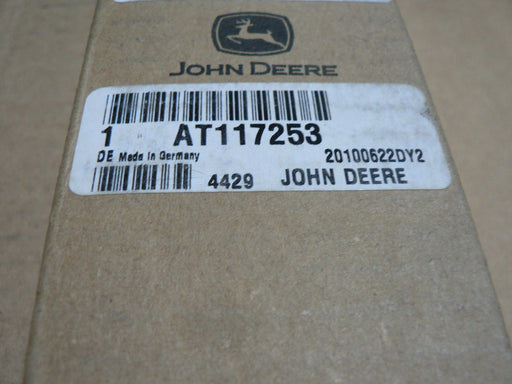 JOHN DEERE
1 AT117253
DE Made In Germany 20100622DY2
4429 JOHN DEERE